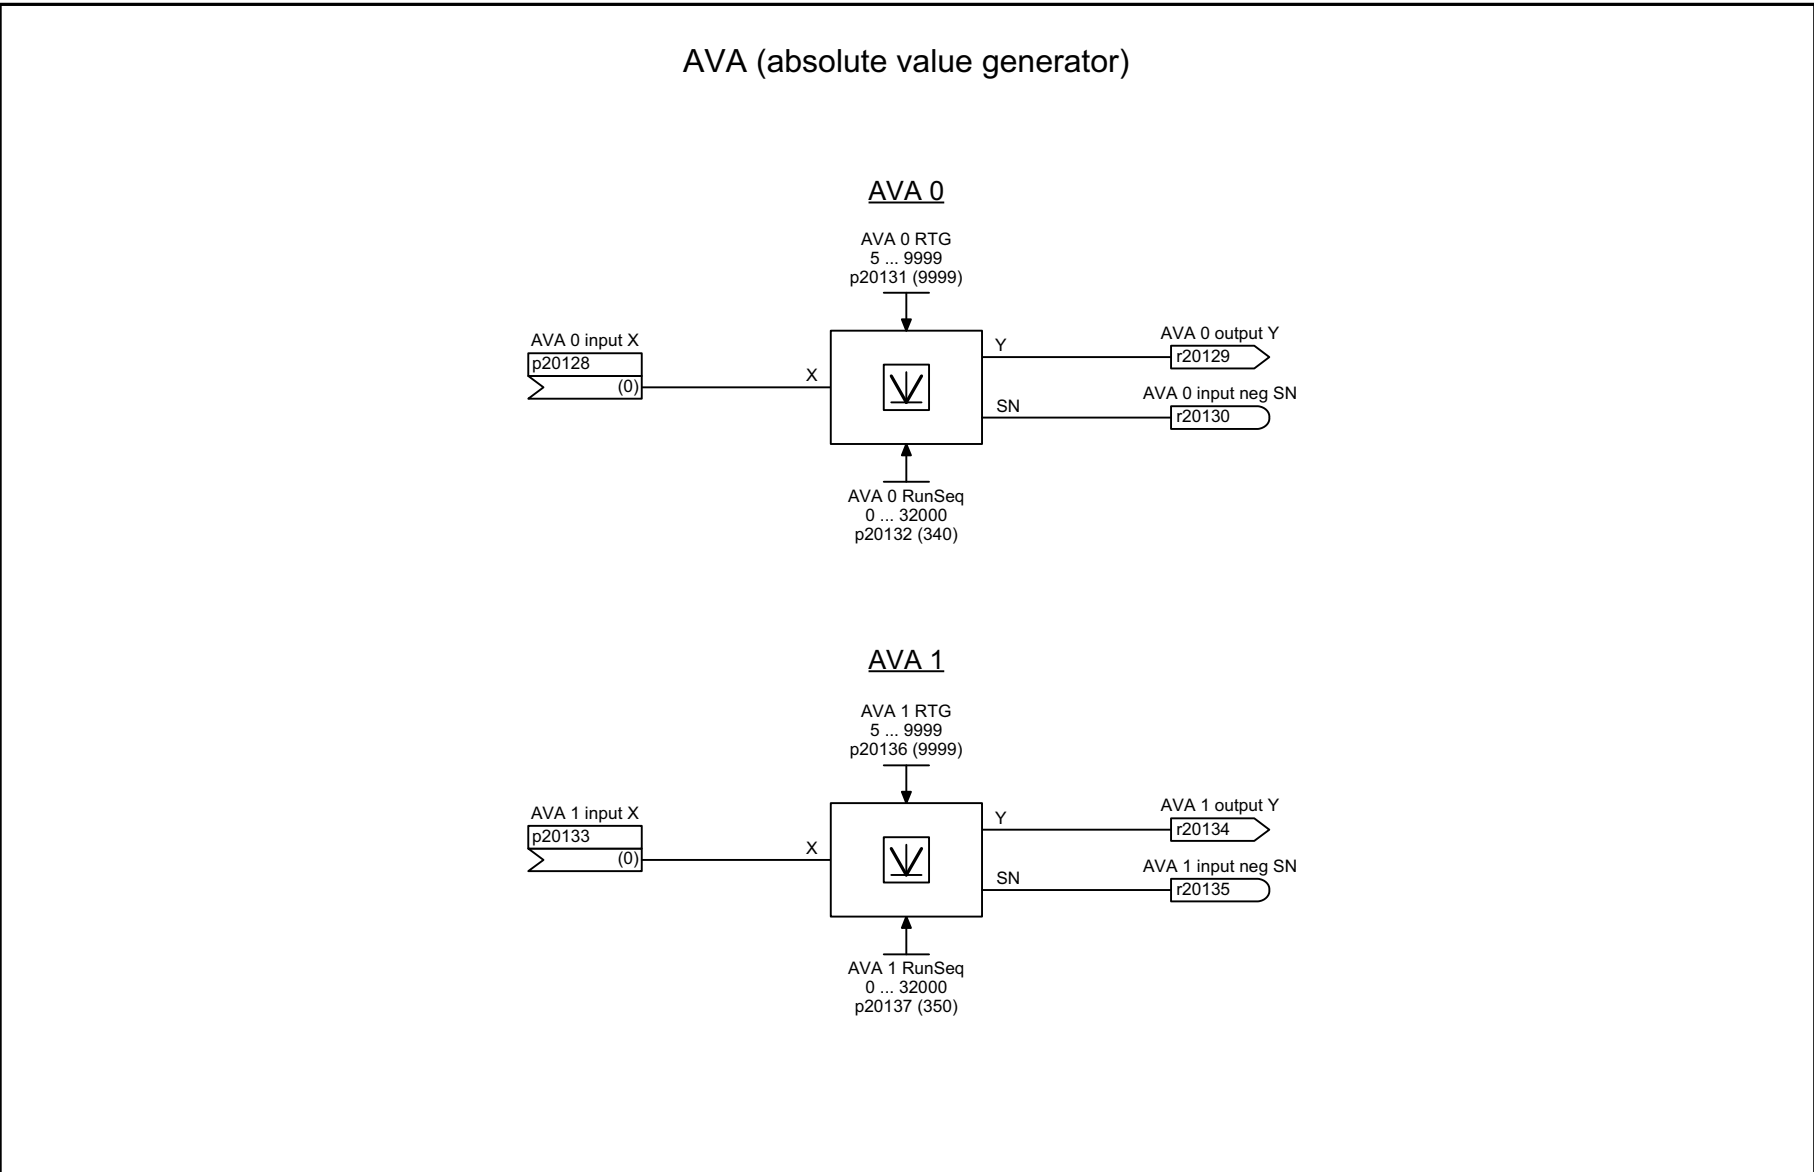 AVA (absolute value generator)
AVA 0
AVA 0 RTG
5 ... 9999
p20131 (9999)
AVA 0 input X
p20128
(0)
X
Y
AVA 0 output Y
r20129
SN
AVA 0 input neg SN
r20130
AVA 0 RunSeq
0 ... 32000
p20132 (340)
AVA 1
AVA 1 RTG
5 ... 9999
p20136 (9999)
AVA 1 input X
p20133
(0)
X
Y
AVA 1 output Y
r20134
SN
AVA 1 input neg SN
r20135
AVA 1 RunSeq
0 ... 32000
p20137 (350)